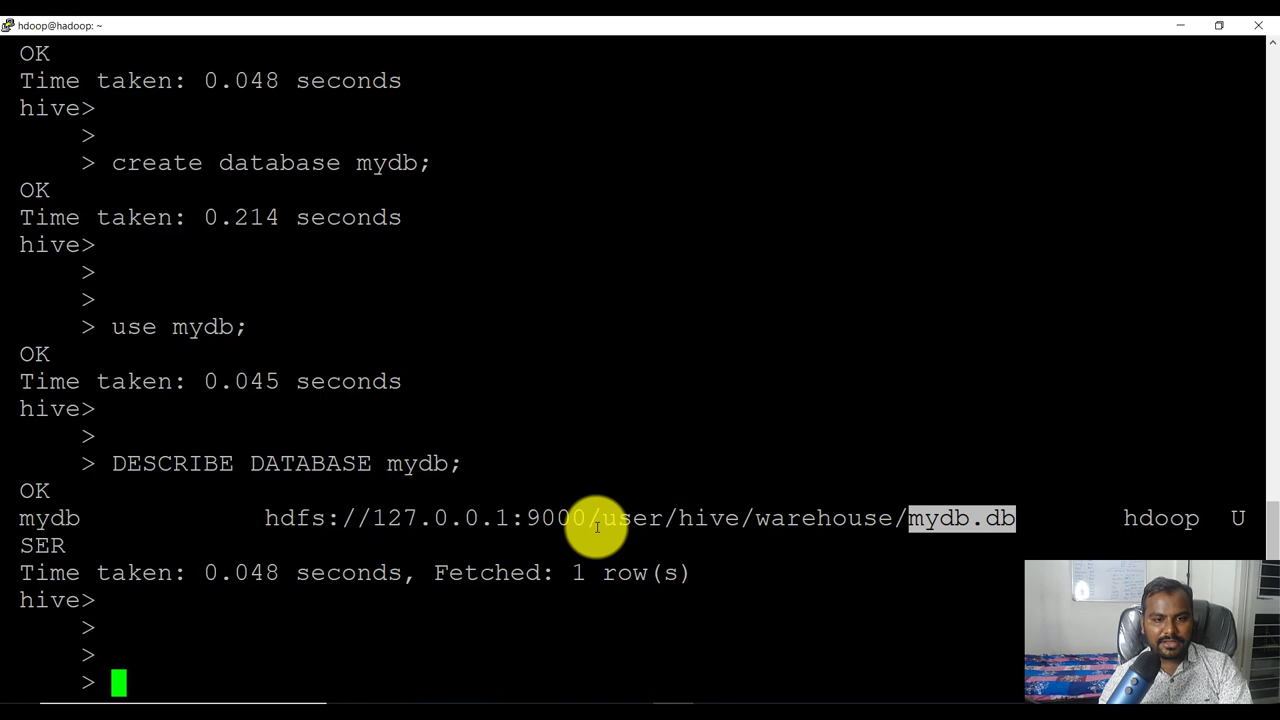 hdoop@hadoop: ~
OK
Time taken: 0.048 seconds
hive>
>
> create database mydb;
OK
Time taken: 0.214 seconds
hive>
>
>
> use mydb;
OK
Time taken: 0.045 seconds
hive>
>
> DESCRIBE DATABASE mydb;
OK
mydb hdfs://127.0.0.1:9000/user/hive/warehouse/mydb.db hdoop U
SER
Time taken: 0.048 seconds, Fetched: 1 row(s)
hive>
>
>
>